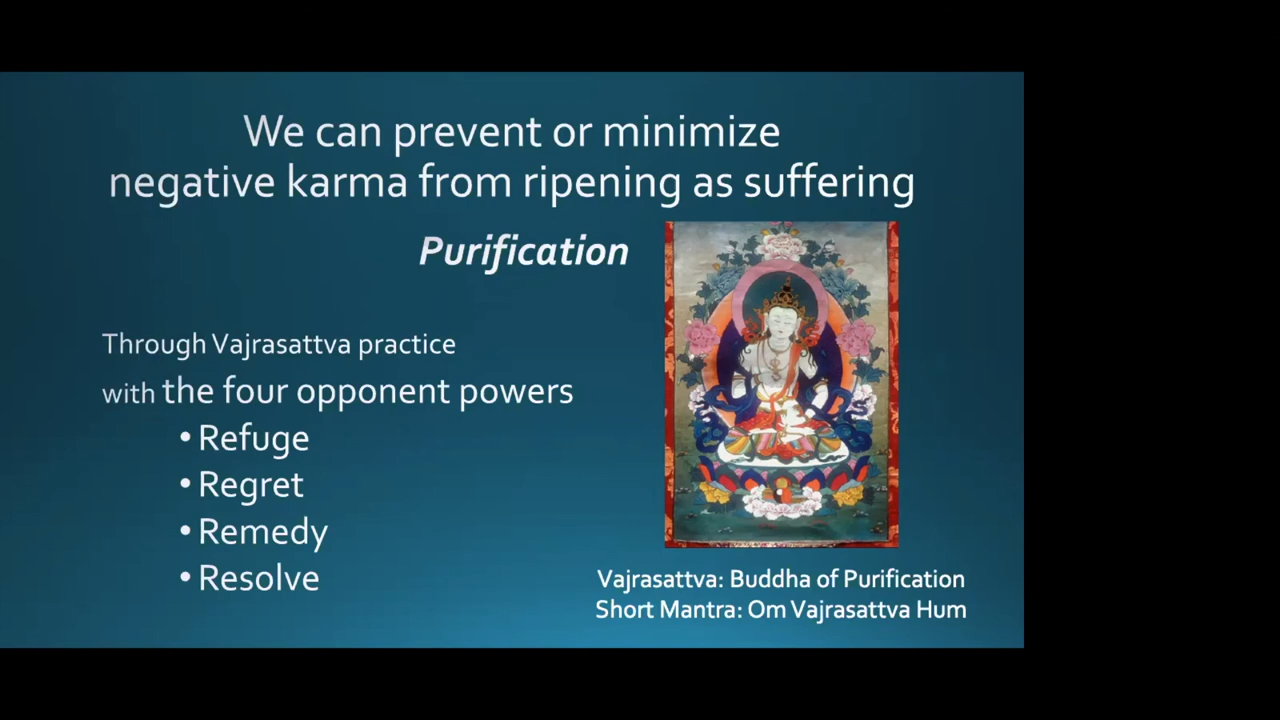 We can prevent or minimize
negative karma from ripening as suffering
Purification
Through Vajrasattva practice
with the four opponent powers
• Refuge
• Regret
• Remedy
• Resolve
Vajrasattva: Buddha of Purification
Short Mantra: Om Vajrasattva Hum